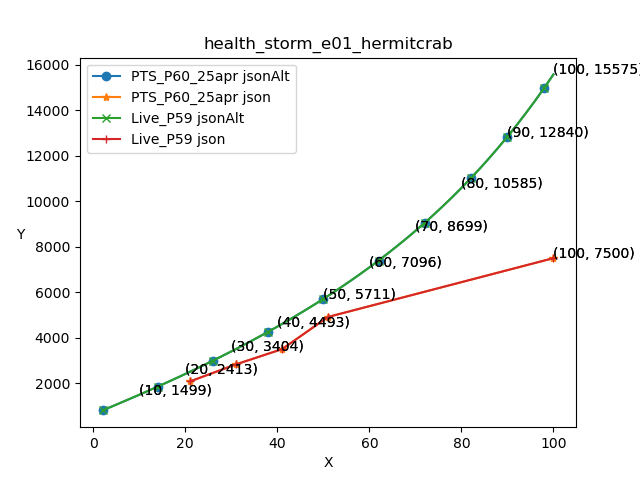 health_storm_e01_hermitcrab
PTS_P60_25apr jsonAlt
PTS_P60_25apr json
Live_P59 jsonAlt
Live_P59 json
16000
14000
12000
10000
8000
6000
4000
2000
Y
(100, 15575)
(90, 12840)
(80, 10585)
(70, 8699)
(100, 7500)
(60, 7096)
(50, 5711)
(40, 4493)
(30, 3404)
(20, 2413)
(10, 1499)
0 20 40 60 80 100
X